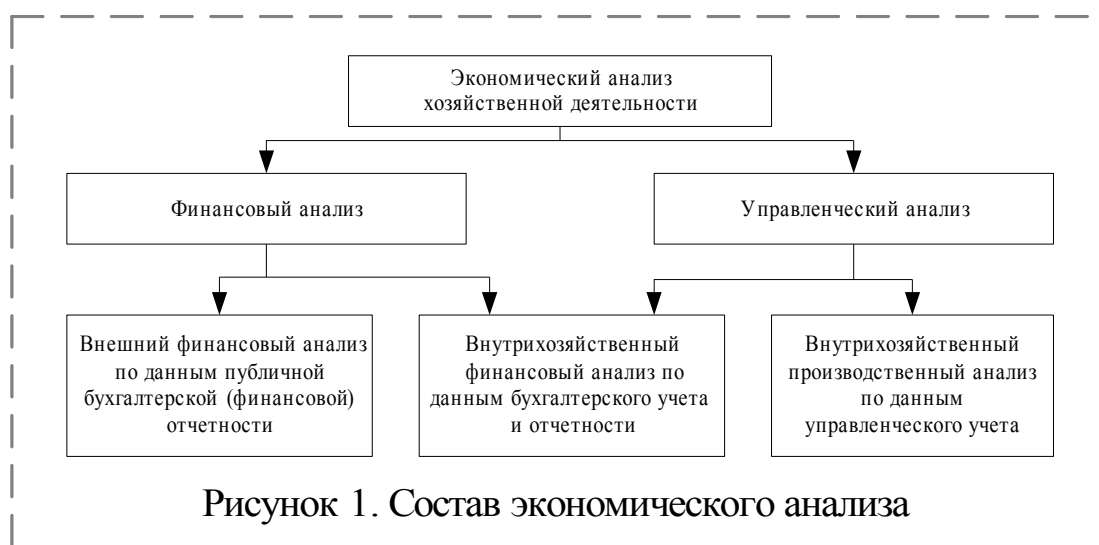 Экономический анализ
хозяйственной деятельности
Финансовый анализ
Управленческий анализ
Внешний финансовый анализ
по данным публичной
бухгалтерской (финансовой)
отчетности
Внутрихозяйственный
финансовый анализ по
данным бухгалтерского учета
и отчетности
Внутрихозяйственный
производственный анализ
по данным
управленческого учета
Рисунок 1. Состав экономического анализа